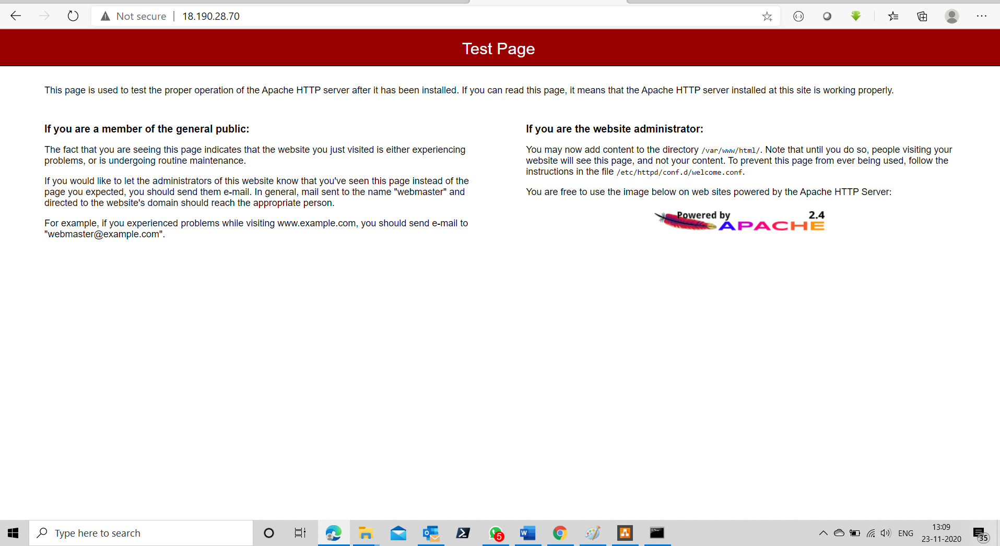 Not secure | 18.190.28.70
Test Page
This page is used to test the proper operation of the Apache HTTP server after it has been installed. If you can read this page, it means that the Apache HTTP server installed at this site is working properly.
If you are a member of the general public:
The fact that you are seeing this page indicates that the website you just visited is either experiencing
problems, or is undergoing routine maintenance.
If you would like to let the administrators of this website know that you've seen this page instead of the
page you expected, you should send them e-mail. In general, mail sent to the name "webmaster" and
directed to the website's domain should reach the appropriate person.
For example, if you experienced problems while visiting www.example.com, you should send e-mail to
"webmaster@example.com".
If you are the website administrator:
You may now add content to the directory /var/www/html/. Note that until you do so, people visiting your
website will see this page, and not your content. To prevent this page from ever being used, follow the
instructions in the file /etc/httpd/conf.d/welcome.conf.
You are free to use the image below on web sites powered by the Apache HTTP Server:
Powered by 2.4
APACHE
Type here to search
5
W
ENG
13:09
23-11-2020
35